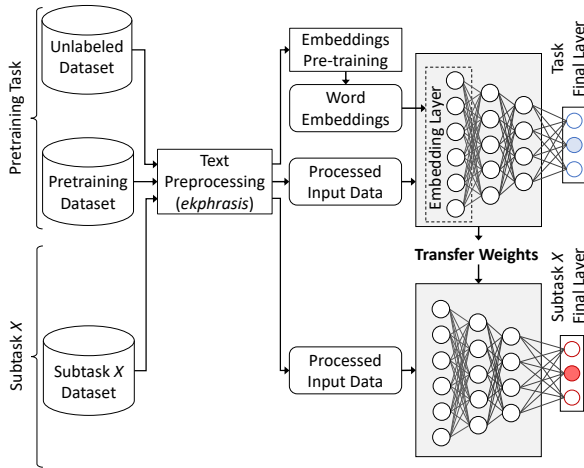 Pretraining Task
Unlabeled
Dataset
Pretraining
Dataset
Text
Preprocessing
(ekphrasis)
Embeddings
Pre-training
Word
Embeddings
Processed
Input Data
Embedding Layer
Task
Final Layer
Transfer Weights
Subtask X
Subtask X
Dataset
Processed
Input Data
Subtask X
Final Layer